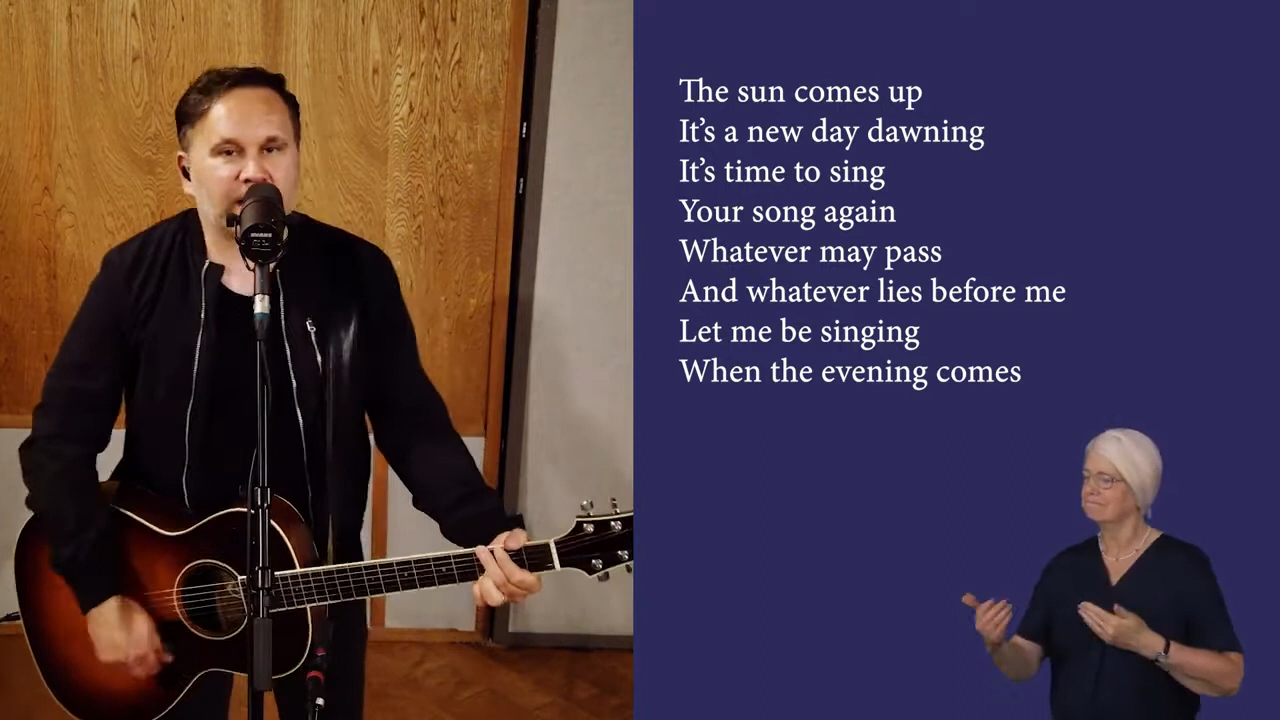 The sun comes up
It's a new day dawning
It's time to sing
Your song again
Whatever may pass
And whatever lies before me
Let me be singing
When the evening comes